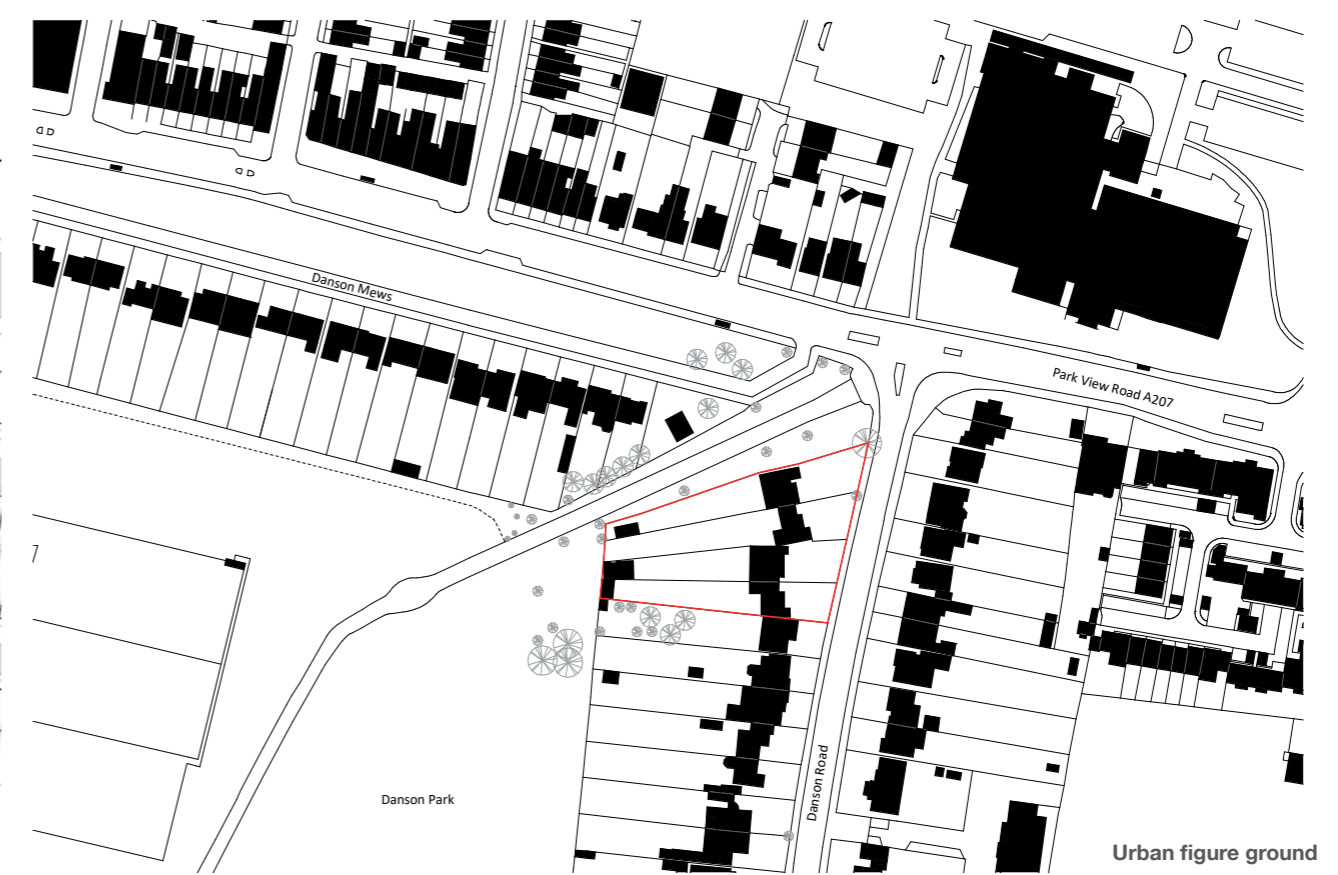 Danson Mews
Park View Road A207
Danson Road
Danson Park
Urban figure ground